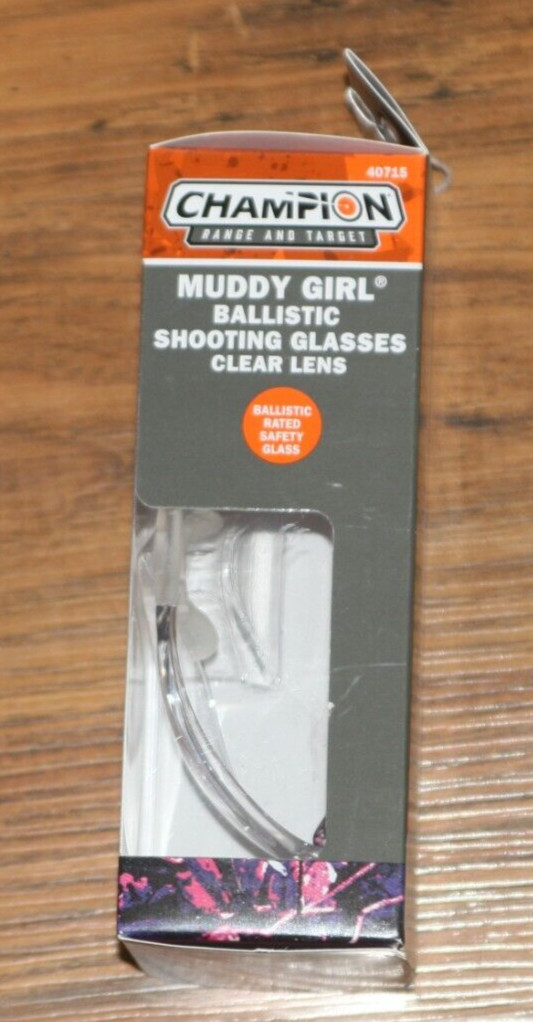 40715
CHAMPION
RANGE AND TARGET
MUDDY GIRL®
BALLISTIC
SHOOTING GLASSES
CLEAR LENS
BALLISTIC
RATED
SAFETY
GLASS